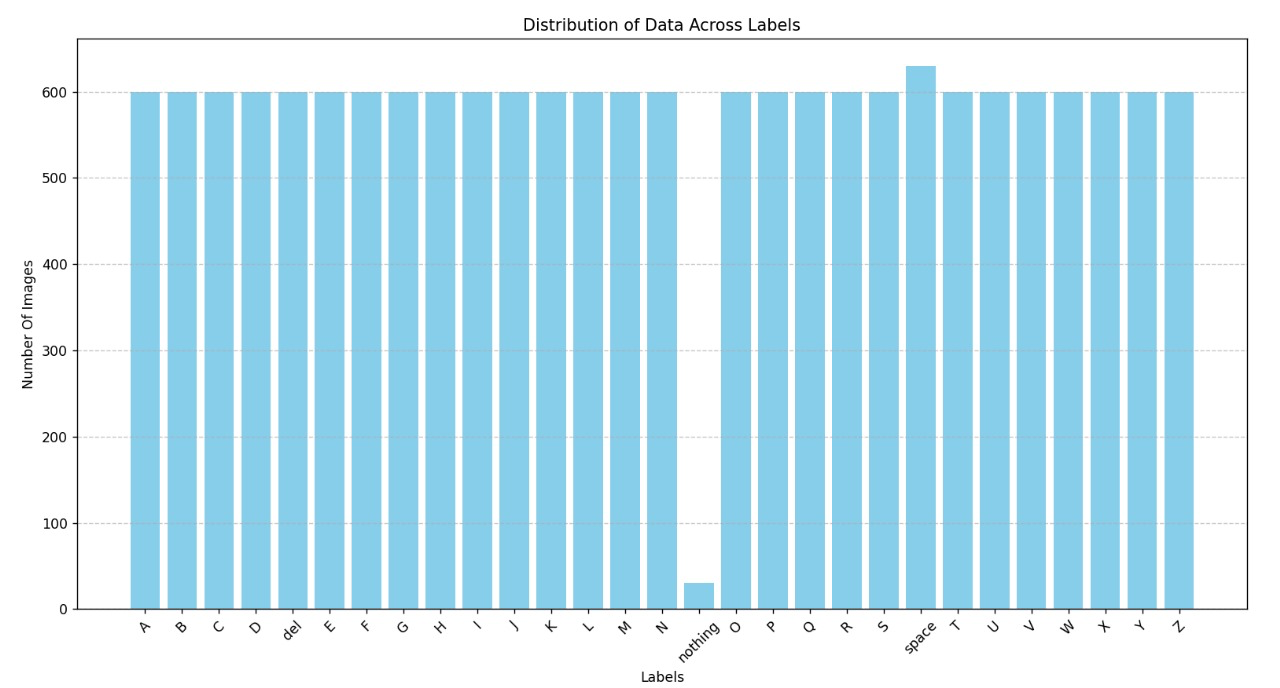 Distribution of Data Across Labels
Number Of Images
600
500
400
300
200
100
0
A B C D del E F G H I J K L M N nothing O P Q R S space T U V W X Y Z
Labels